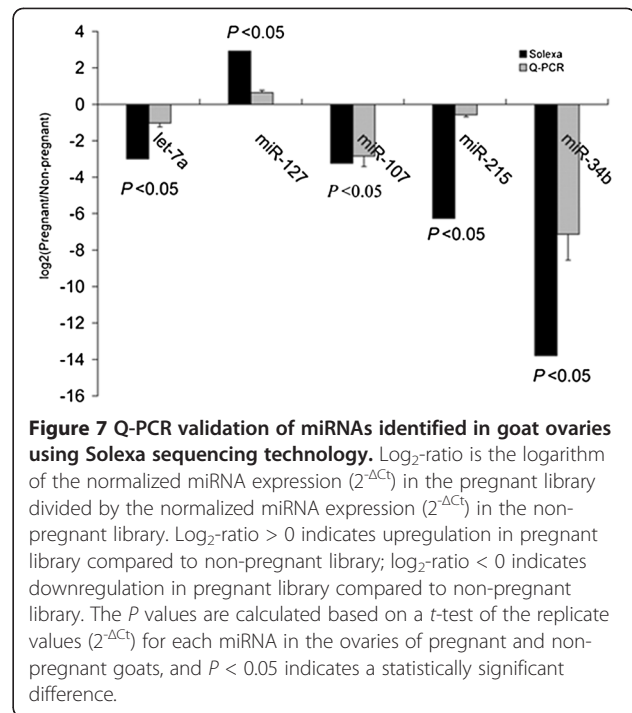 4
2
0
-2
-4
-6
-8
-10
-12
-14
-16
log2(Pregnant/Non-pregnant)
P<0.05
Solexa
Q-PCR
let-7a
miR-127
miR-107
miR-215
miR-34b
P<0.05
P<0.05
P<0.05
P<0.05
Figure 7 Q-PCR validation of miRNAs identified in goat ovaries
using Solexa sequencing technology. Log₂-ratio is the logarithm
of the normalized miRNA expression (2⁻ΔCt) in the pregnant library
divided by the normalized miRNA expression (2⁻ΔCt) in the non-
pregnant library. Log₂-ratio > 0 indicates upregulation in pregnant
library compared to non-pregnant library; log₂-ratio < 0 indicates
downregulation in pregnant library compared to non-pregnant
library. The P values are calculated based on a t-test of the replicate
values (2⁻ΔCt) for each miRNA in the ovaries of pregnant and non-
pregnant goats, and P < 0.05 indicates a statistically significant
difference.